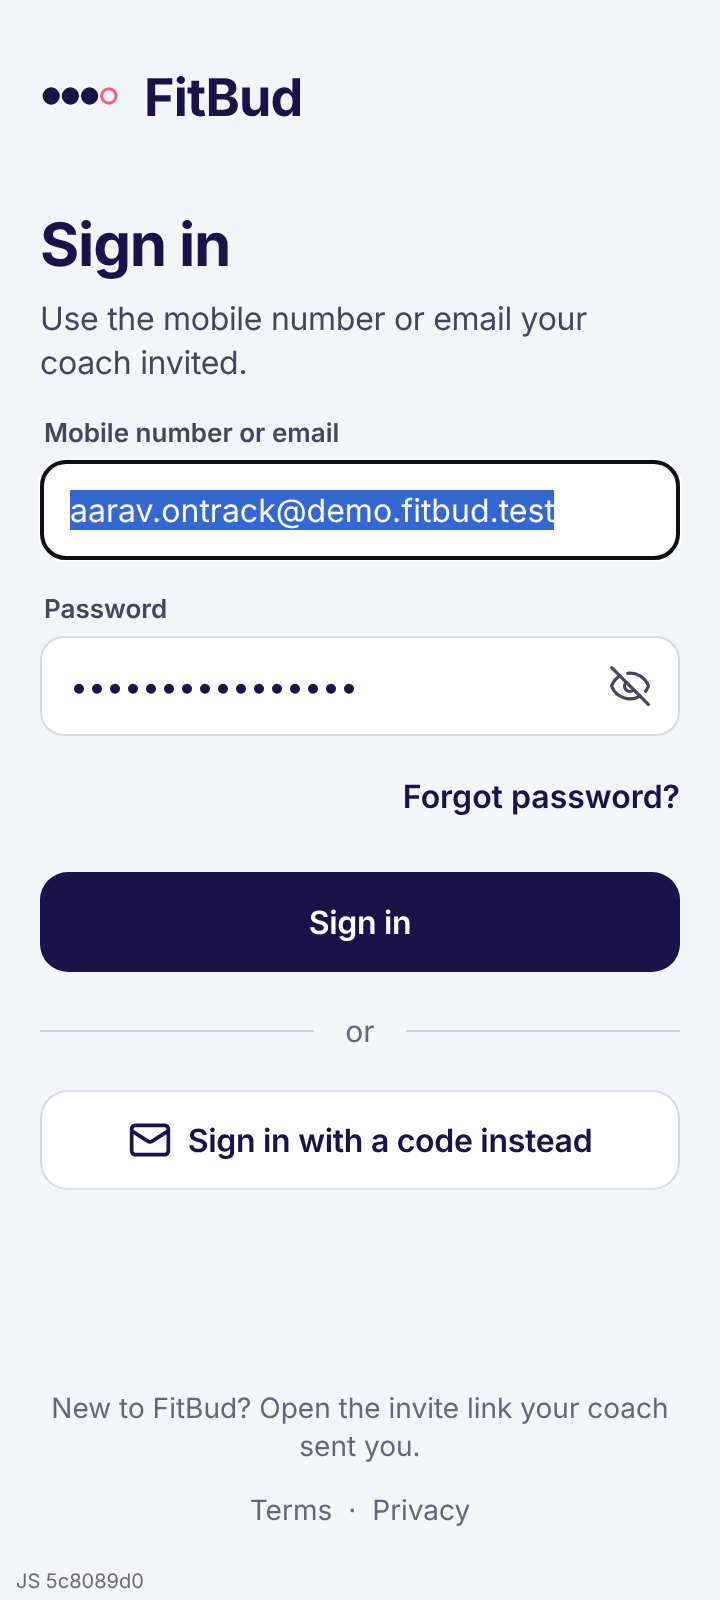 FitBud
Sign in
Use the mobile number or email your
coach invited.
Mobile number or email
aarav.ontrack@demo.fitbud.test
Password
Forgot password?
Sign in
or
Sign in with a code instead
New to FitBud? Open the invite link your coach
sent you.
Terms · Privacy
JS 5c8089d0